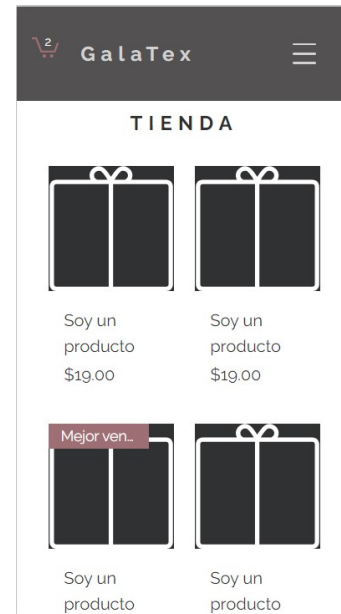 2
GalaTex
TIENDA
Soy un
producto
$19.00
Soy un
producto
$19.00
Mejor ven...
Soy un
producto
Soy un
producto